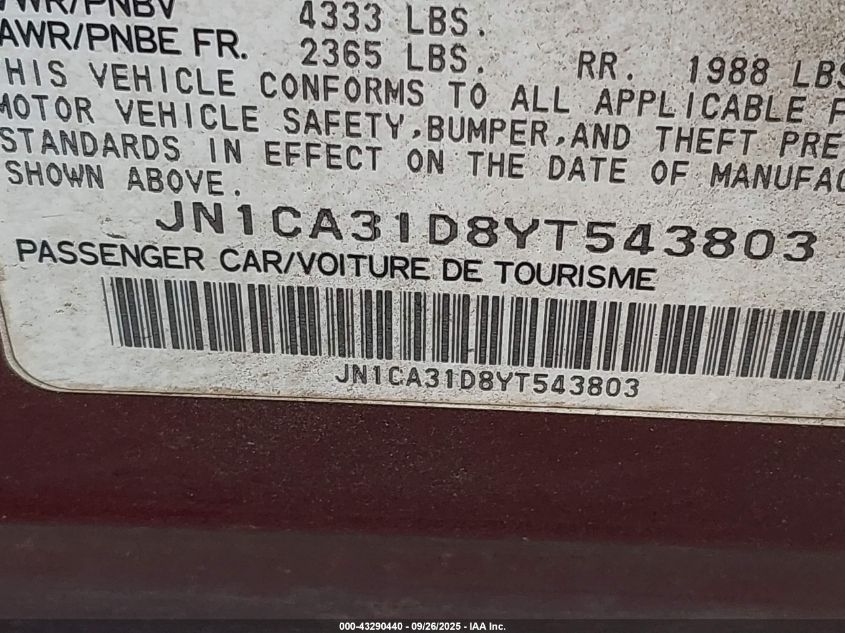 GVWR/PNBV 4333 LBS.
GAWR/PNBE FR. 2365 LBS. RR. 1988 LBS
THIS VEHICLE CONFORMS TO ALL APPLICABLE F
MOTOR VEHICLE SAFETY,BUMPER,AND THEFT PRE
STANDARDS IN EFFECT ON THE DATE OF MANUFAC
SHOWN ABOVE.
JN1CA31D8YT543803
PASSENGER CAR/VOITURE DE TOURISME
JN1CA31D8YT543803
000-43290440 - 09/26/2025 - IAA Inc.